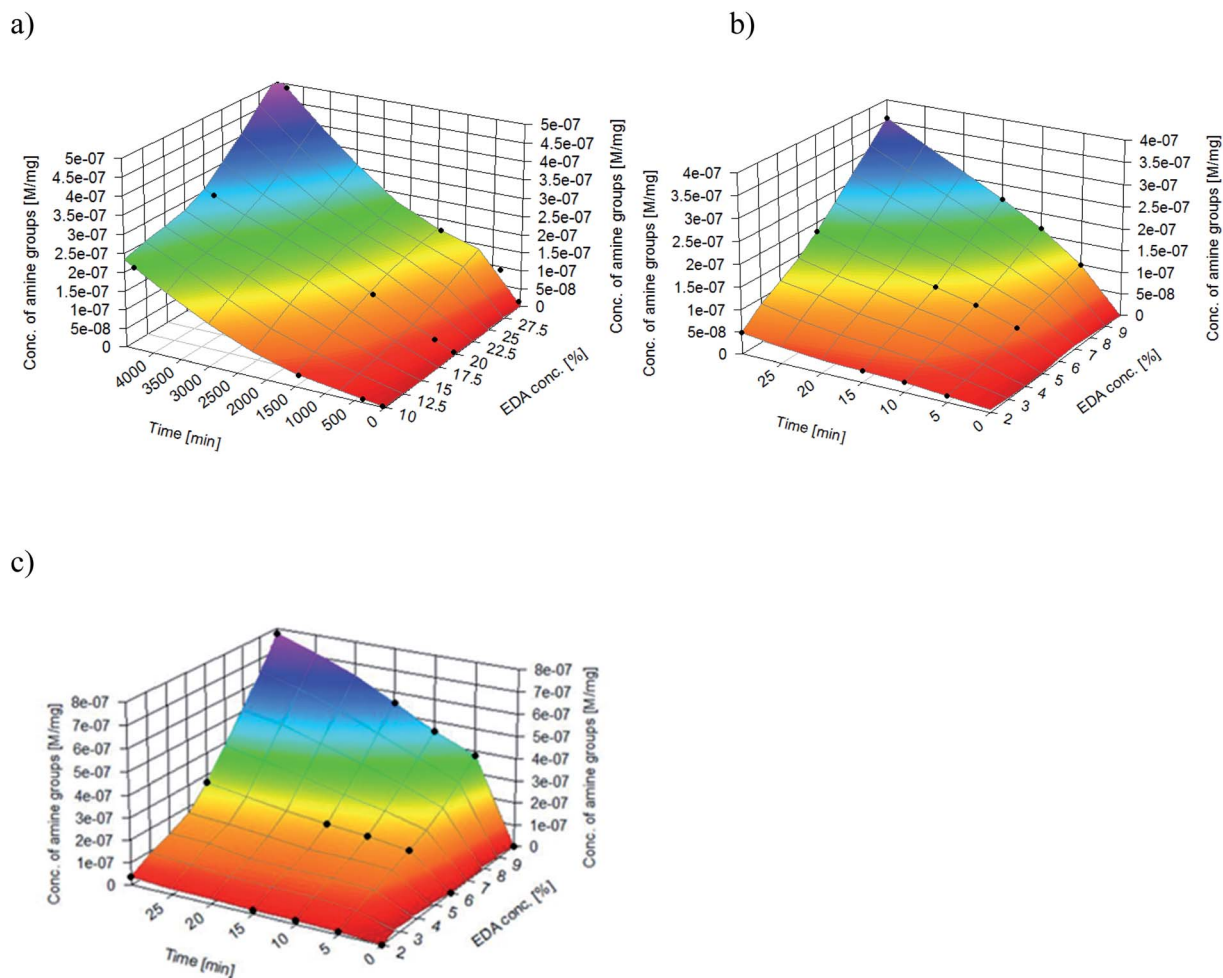 a)
Conc. of amine groups [M/mg]
5e-07
4.5e-07
4e-07
3.5e-07
3e-07
2.5e-07
2e-07
1.5e-07
1e-07
5e-08
0
4000
3500
3000
2500
2000
1500
1000
500
0
Time [min]
10
12.5
15
17.5
20
22.5
25
27.5
EDA conc. [%]
5e-07
4.5e-07
4e-07
3.5e-07
3e-07
2.5e-07
2e-07
1.5e-07
1e-07
5e-08
0
Conc. of amine groups [M/mg]
b)
Conc. of amine groups [M/mg]
4e-07
3.5e-07
3e-07
2.5e-07
2e-07
1.5e-07
1e-07
5e-08
0
25
20
15
10
5
0
Time [min]
2
3
4
5
6
7
8
9
EDA conc. [%]
4e-07
3.5e-07
3e-07
2.5e-07
2e-07
1.5e-07
1e-07
5e-08
0
Conc. of amine groups [M/mg]
c)
Conc. of amine groups [M/mg]
8e-07
7e-07
6e-07
5e-07
4e-07
3e-07
2e-07
1e-07
0
25
20
15
10
5
0
Time [min]
2
3
4
5
6
7
8
9
EDA conc. [%]
8e-07
7e-07
6e-07
5e-07
4e-07
3e-07
2e-07
1e-07
0
Conc. of amine groups [M/mg]